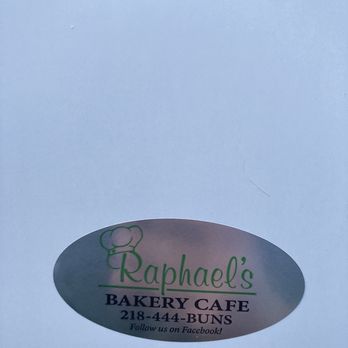 Raphael's
BAKERY CAFE
218-444-BUNS
Follow us on Facebook!